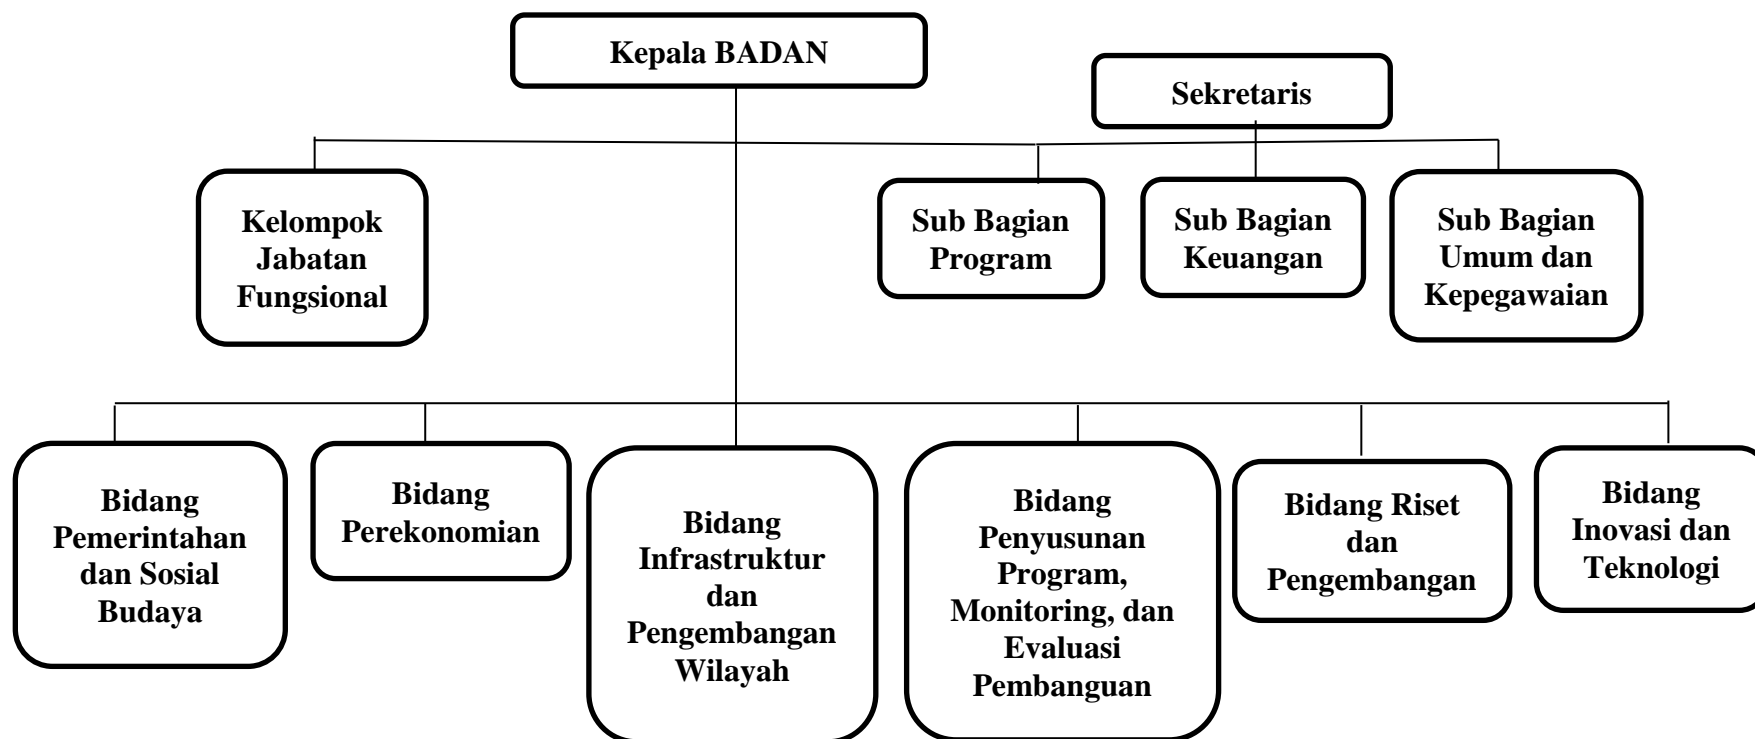 Kepala BADAN
Sekretaris
Kelompok
Jabatan
Fungsional
Sub Bagian
Program
Sub Bagian
Keuangan
Sub Bagian
Umum dan
Kepegawaian
Bidang
Pemerintahan
dan Sosial
Budaya
Bidang
Perekonomian
Bidang
Infrastruktur
dan
Pengembangan
Wilayah
Bidang
Penyusunan
Program,
Monitoring, dan
Evaluasi
Pembanguan
Bidang Riset
dan
Pengembangan
Bidang
Inovasi dan
Teknologi